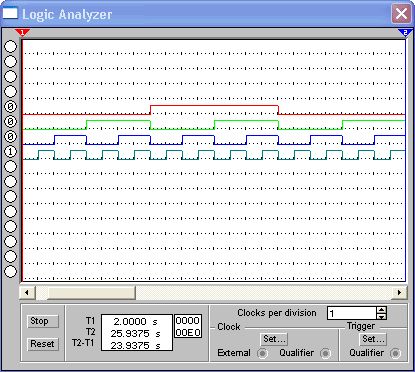 Logic Analyzer
1
2
0
0
0
1
Clocks per division 1
Stop
T1 2.0000 s 0000
T2 25.9375 s 00E0
T2-T1 23.9375 s
Reset
Clock
Set...
External Qualifier
Trigger
Set...
Qualifier